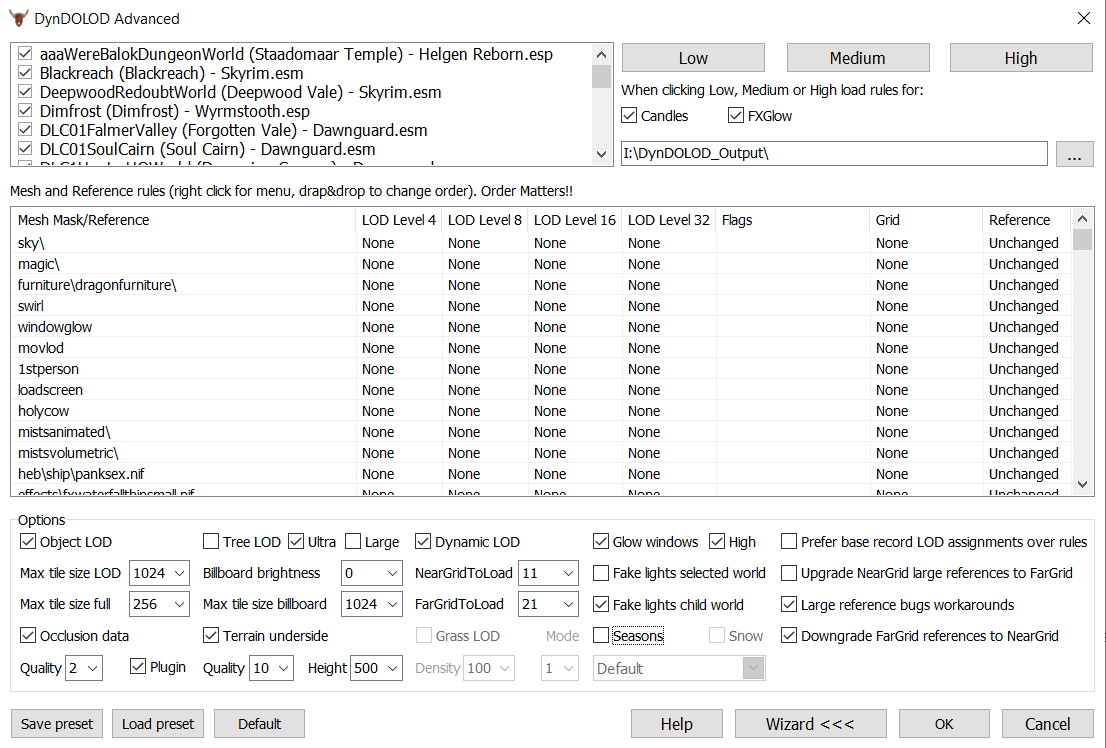 DynDOLOD Advanced
aaaWereBalokDungeonWorld (Staadomaar Temple) - Helgen Reborn.esp
Blackreach (Blackreach) - Skyrim.esm
DeepwoodRedoubtWorld (Deepwood Vale) - Skyrim.esm
Dimfrost (Dimfrost) - Wyrmstooth.esp
DLC01FalmerValley (Forgotten Vale) - Dawnguard.esm
DLC01SoulCairn (Soul Cairn) - Dawnguard.esm
Low Medium High
When clicking Low, Medium or High load rules for:
Candles FXGlow
I:\DynDOLOD_Output\ ...
Mesh and Reference rules (right click for menu, drap&drop to change order). Order Matters!!
Mesh Mask/Reference LOD Level 4 LOD Level 8 LOD Level 16 LOD Level 32 Flags Grid Reference
sky\ None None None None None Unchanged
magic\ None None None None None Unchanged
furniture\dragonfurniture\ None None None None None Unchanged
swirl None None None None None Unchanged
windowglow None None None None None Unchanged
movlod None None None None None Unchanged
1stperson None None None None None Unchanged
loadscreen None None None None None Unchanged
holycow None None None None None Unchanged
mistsanimated\ None None None None None Unchanged
mistsvolumetric\ None None None None None Unchanged
heb\ship\panksex.nif None None None None None Unchanged
effects\fxwaterfallthinsmall.nif None None None None None Unchanged
Options
Object LOD Tree LOD Ultra Large Dynamic LOD Glow windows High Prefer base record LOD assignments over rules
Max tile size LOD 1024 Billboard brightness 0 NearGridToLoad 11 Fake lights selected world Upgrade NearGrid large references to FarGrid
Max tile size full 256 Max tile size billboard 1024 FarGridToLoad 21 Fake lights child world Large reference bugs workarounds
Occlusion data Terrain underside Grass LOD Mode Seasons Snow Downgrade FarGrid references to NearGrid
Quality 2 Plugin Quality 10 Height 500 Density 100 1 Default
Save preset Load preset Default Help Wizard <<< OK Cancel